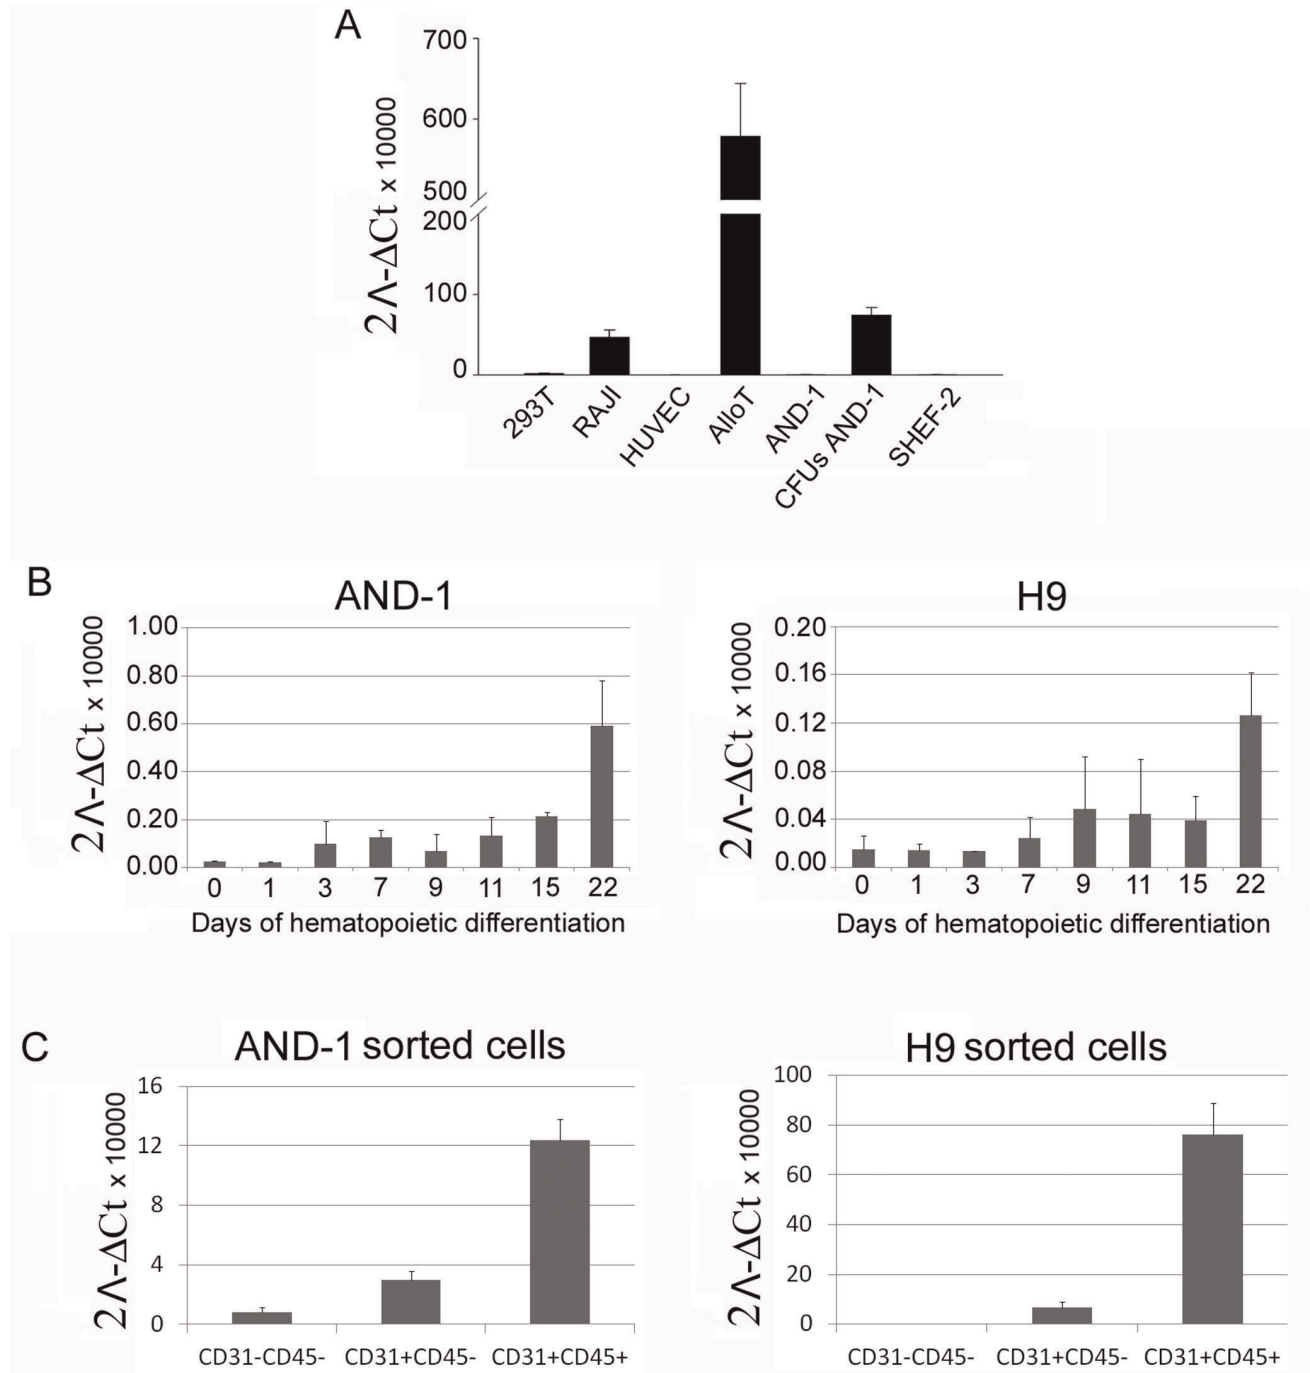 A
700
600
500
200
100
0
2Λ-ΔCt x 10000
293T
RAJI
HUVEC
AlloT
AND-1
CFUs AND-1
SHEF-2
B
AND-1
1.00
0.80
0.60
0.40
0.20
0.00
2Λ-ΔCt x 10000
0 1 3 7 9 11 15 22
Days of hematopoietic differentiation
H9
0.20
0.16
0.12
0.08
0.04
0.00
2Λ-ΔCt x 10000
0 1 3 7 9 11 15 22
Days of hematopoietic differentiation
C
AND-1 sorted cells
16
12
8
4
0
2Λ-ΔCt x 10000
CD31-CD45- CD31+CD45- CD31+CD45+
H9 sorted cells
100
80
60
40
20
0
2Λ-ΔCt x 10000
CD31-CD45- CD31+CD45- CD31+CD45+